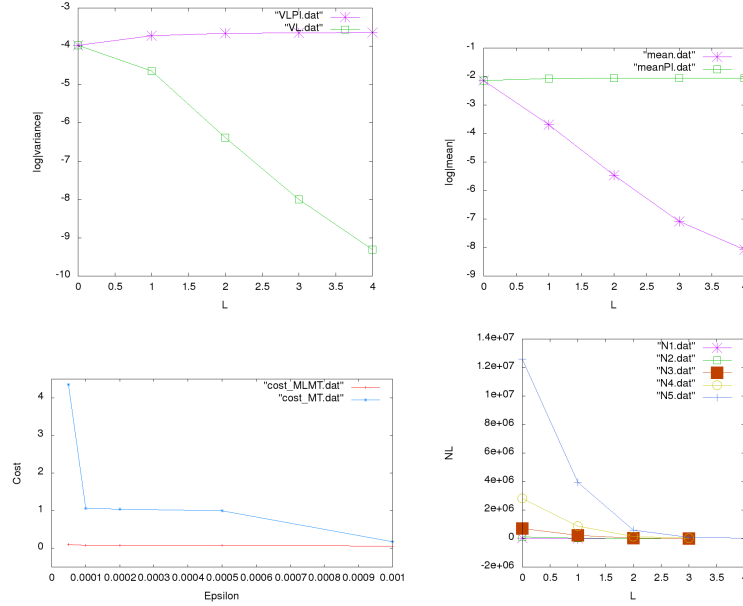 -3
-4
-5
-6
-7
-8
-9
-10
0 0.5 1 1.5 2 2.5 3 3.5 4
log|variance|
L
"VLPl.dat"
"VL.dat"
-1
-2
-3
-4
-5
-6
-7
-8
-9
0 0.5 1 1.5 2 2.5 3 3.5 4
log|mean|
L
"mean.dat"
"meanPl.dat"
4
3
2
1
0
0.0001 0.0002 0.0003 0.0004 0.0005 0.0006 0.0007 0.0008 0.0009 0.001
Cost
Epsilon
"cost_MLMT.dat"
"cost_MT.dat"
1.4e+07
1.2e+07
1e+07
8e+06
6e+06
4e+06
2e+06
0
-2e+06
0 0.5 1 1.5 2 2.5 3 3.5 4
NL
L
"N1.dat"
"N2.dat"
"N3.dat"
"N4.dat"
"N5.dat"